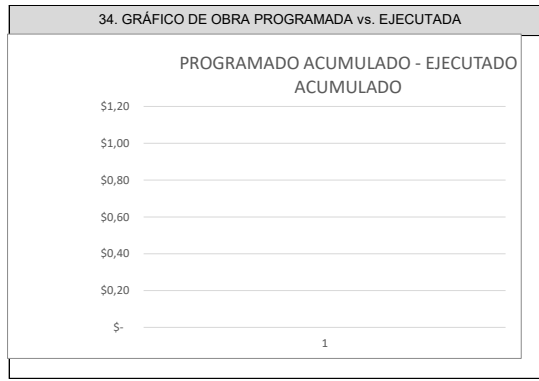 34. GRÁFICO DE OBRA PROGRAMADA vs. EJECUTADA
PROGRAMADO ACUMULADO - EJECUTADO
ACUMULADO
$1,20
$1,00
$0,80
$0,60
$0,40
$0,20
$-
1